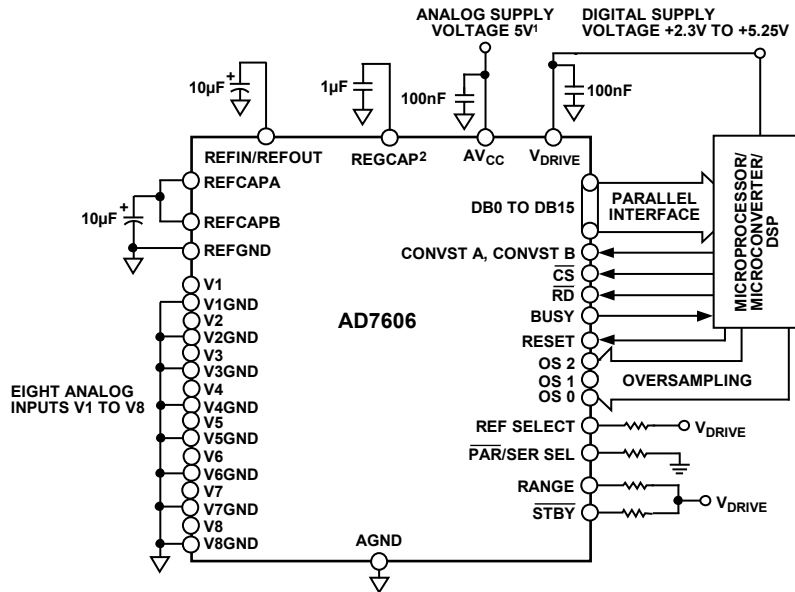 ANALOG SUPPLY
VOLTAGE 5V¹
DIGITAL SUPPLY
VOLTAGE +2.3V TO +5.25V
10µF
+
1µF
100nF
100nF
REFIN/REFOUT
REGCAP²
AVCC
VDRIVE
REFCAPA
10µF
+
REFCAPB
REFGND
DB0 TO DB15
PARALLEL
INTERFACE
MICROPROCESSOR/
MICROCONVERTER/
DSP
CONVST A, CONVST B
CS
RD
BUSY
RESET
AD7606
V1
V1GND
V2
V2GND
V3
V3GND
V4
V4GND
V5
V5GND
V6
V6GND
V7
V7GND
V8
V8GND
EIGHT ANALOG
INPUTS V1 TO V8
OS 2
OS 1
OS 0
OVERSAMPLING
REF SELECT
VDRIVE
PAR/SER SEL
RANGE
STBY
VDRIVE
AGND